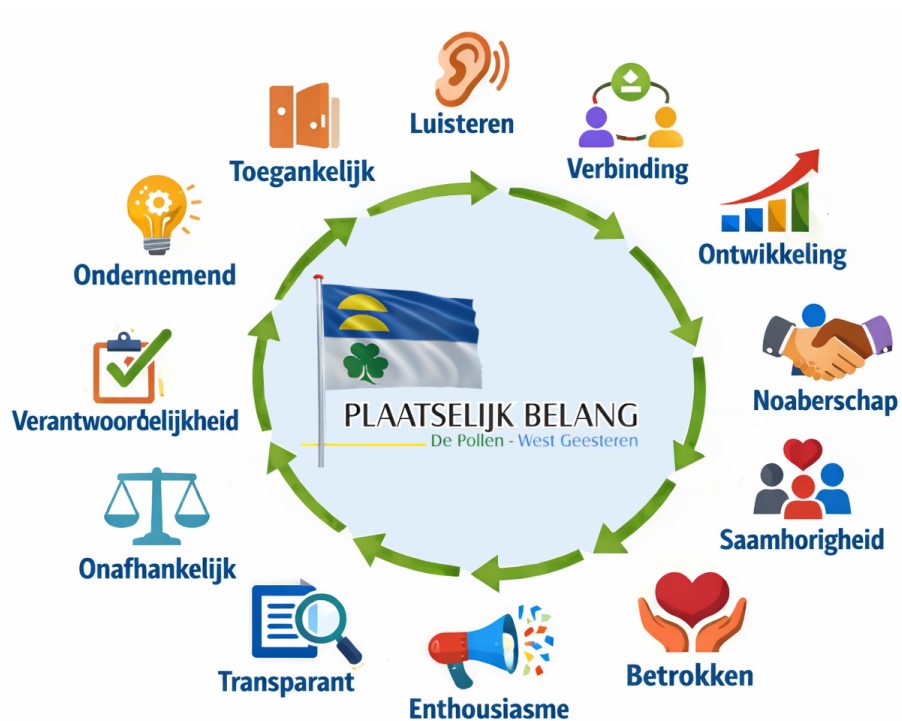 Luisteren
Verbinding
Ontwikkeling
Noaberschap
Saamhorigheid
Betrokken
Enthousiasme
Transparant
Onafhankelijk
Verantwoordelijkheid
Ondernemend
Toegankelijk
PLAATSELIJK BELANG
De Pollen - West Geesteren